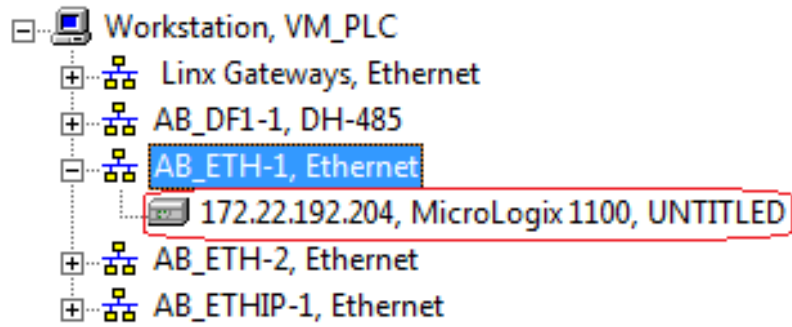 Workstation, VM_PLC
Linx Gateways, Ethernet
AB_DF1-1, DH-485
AB_ETH-1, Ethernet
172.22.192.204, MicroLogix 1100, UNTITLED
AB_ETH-2, Ethernet
AB_ETHIP-1, Ethernet